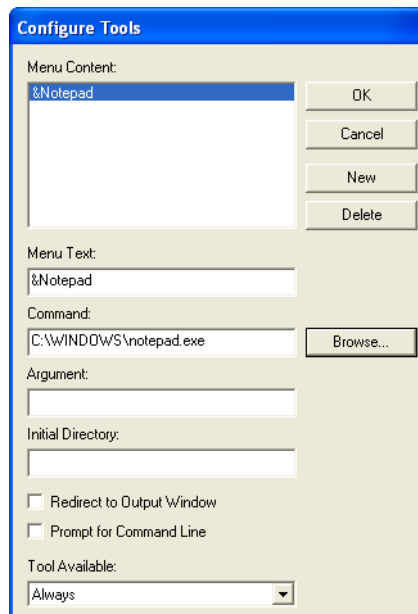 Configure Tools
Menu Content:
&Notepad
OK
Cancel
New
Delete
Menu Text:
&Notepad
Command:
C:\WINDOWS\notepad.exe
Browse...
Argument:
Initial Directory:
Redirect to Output Window
Prompt for Command Line
Tool Available:
Always